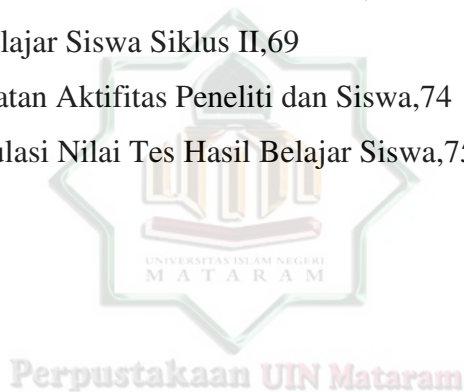 lajar Siswa Siklus II,69
atan Aktifitas Peneliti dan Siswa,74
ulasi Nilai Tes Hasil Belajar Siswa,75
UNIVERSITAS ISLAM NEGERI
MATARAM
Perpustakaan UIN Mataram